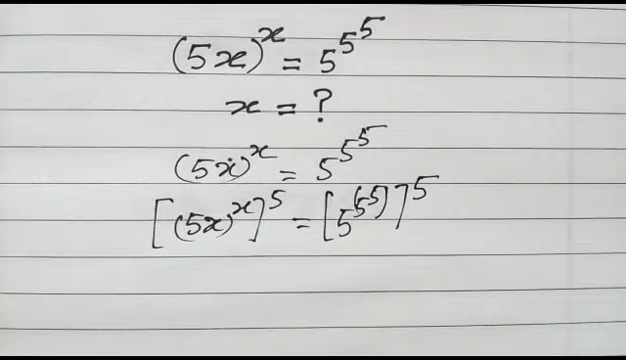 (5x)^x = 5^5^5
x = ?
(5x)^x = 5^5^5
[(5x)^x]^5 = [5^(5^5)]^5